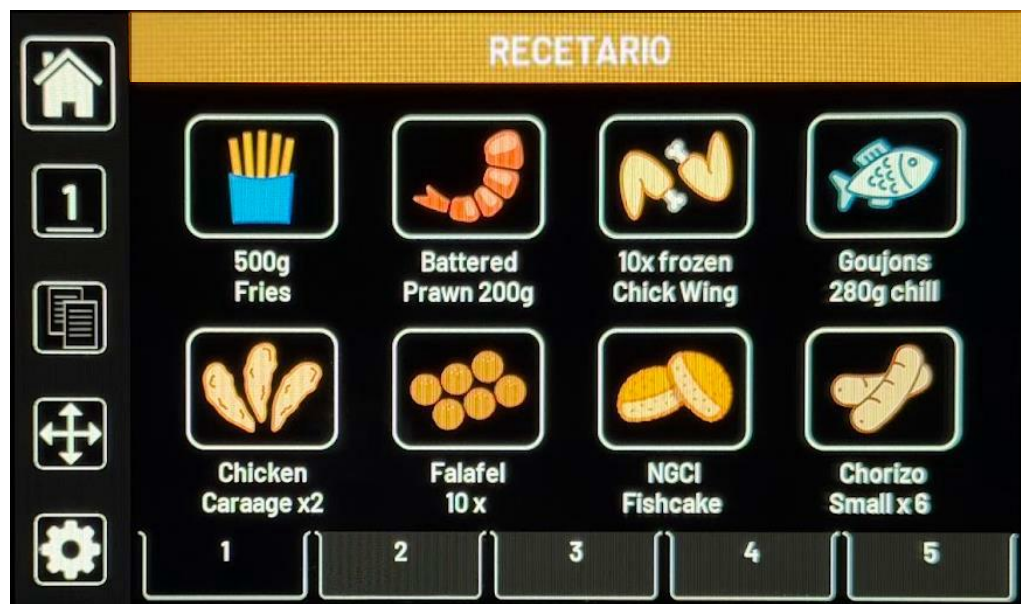 RECETARIO
1
500g
Fries
Battered
Prawn 200g
10x frozen
Chick Wing
Goujons
280g chill
Chicken
Caraage x2
Falafel
10 x
NGCI
Fishcake
Chorizo
Small x 6
1
2
3
4
5